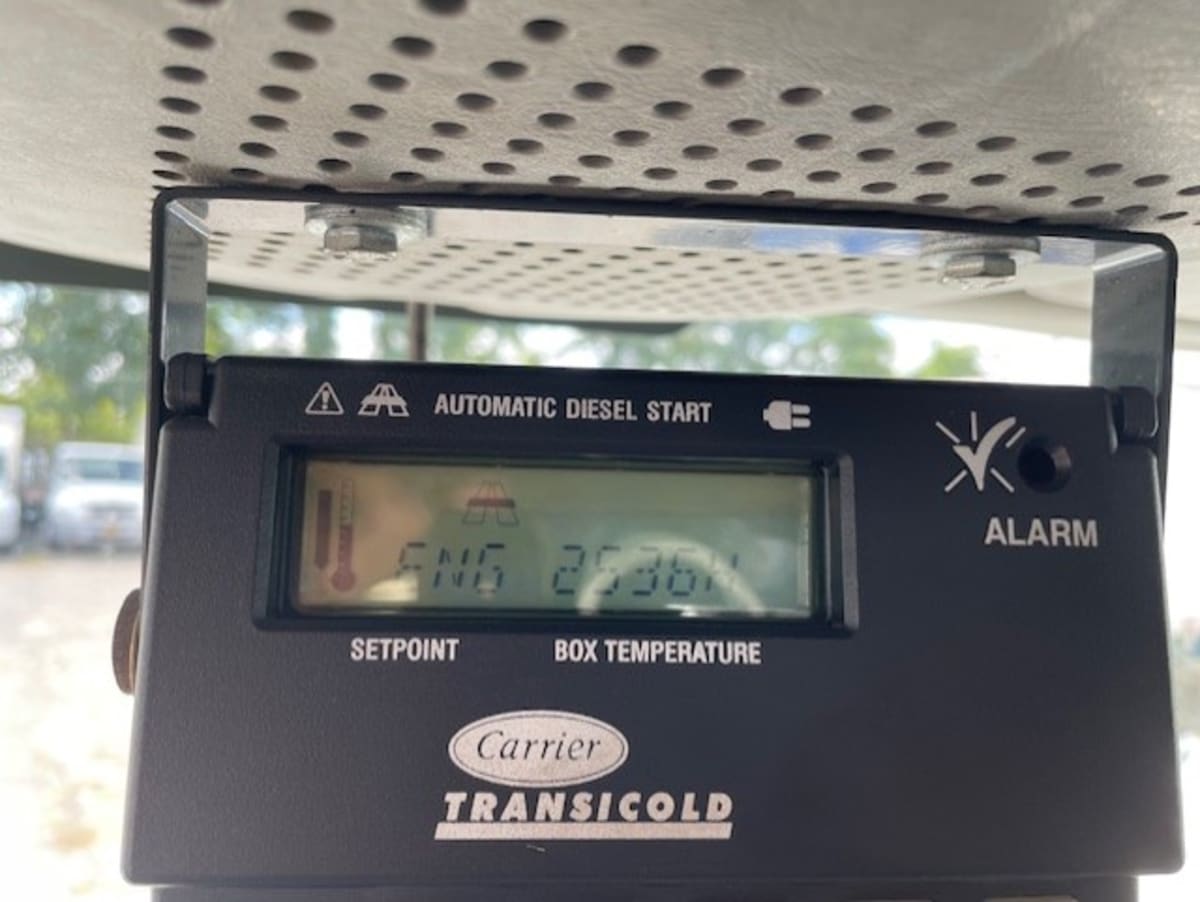 AUTOMATIC DIESEL START
ALARM
ENG 2536H
SETPOINT BOX TEMPERATURE
Carrier
TRANSICOLD